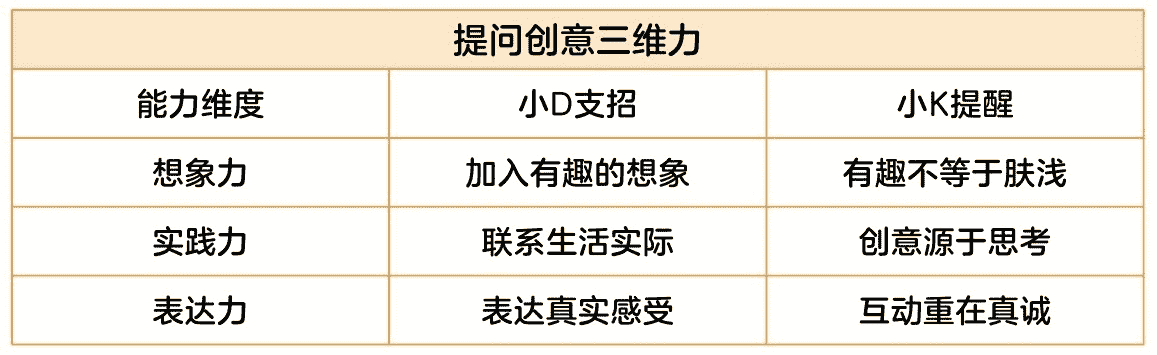 提问创意三维力
能力维度 小D支招 小K提醒
想象力 加入有趣的想象 有趣不等于肤浅
实践力 联系生活实际 创意源于思考
表达力 表达真实感受 互动重在真诚